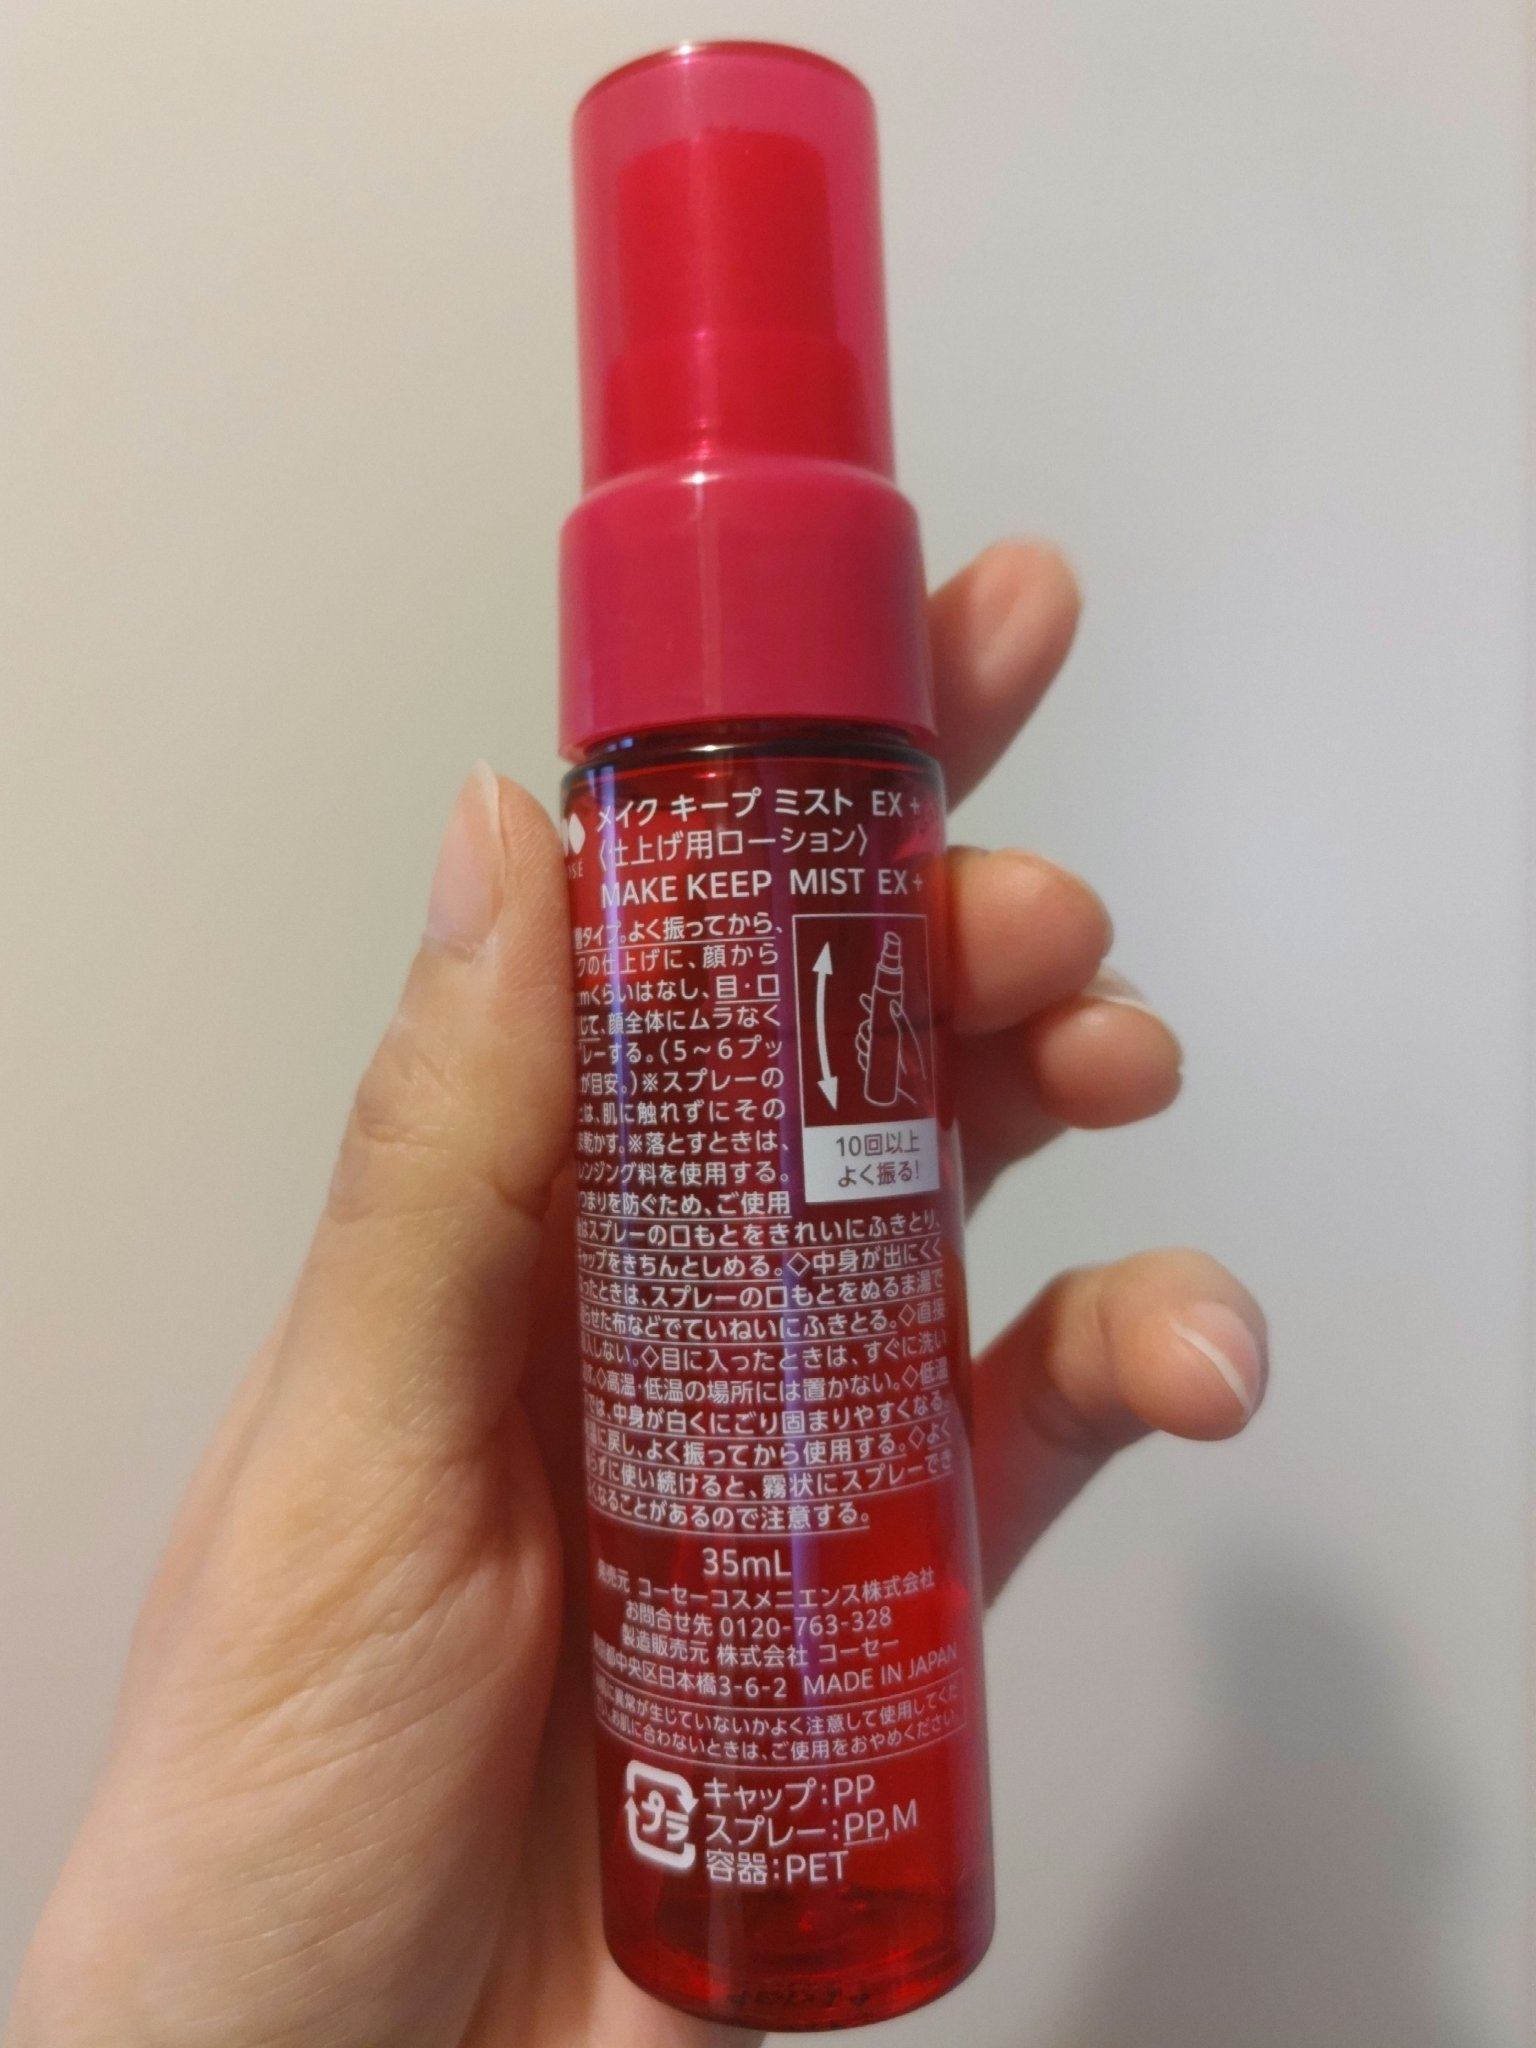 メイク キープ ミスト EX+
〈仕上げ用ローション〉
MAKE KEEP MIST EX+
タイプ。よく振ってから、
クの仕上げに、顔から
cmくらいはなし、目・口
じて、顔全体にムラなく
プレーする。(5～6プッ
が目安。)※スプレーの
とは、肌に触れずにその
ま乾かす。※落とすときは、
レンジング料を使用する。
つまりを防ぐため、ご使用
はスプレーの口もとをきれいにふきとり、
キャップをきちんとしめる。◇中身が出にくく
ったときは、スプレーの口もとをぬるま湯で
らせた布などでていねいにふきとる。◇直接
入しない。◇目に入ったときは、すぐに洗い
す。◇高温・低温の場所には置かない。◇低温
では、中身が白くにごり固まりやすくなる。
温に戻し、よく振ってから使用する。◇よく
らずに使い続けると、霧状にスプレーでき
くなることがあるので注意する。
10回以上
よく振る!
35mL
発売元 コーセーコスメニエンス株式会社
お問合せ先 0120-763-328
製造販売元 株式会社 コーセー
京都中央区日本橋3-6-2 MADE IN JAPAN
に異常が生じていないかよく注意して使用してくだ
い。お肌に合わないときは、ご使用をおやめください。
プラ
キャップ:PP
スプレー:PP,M
容器:PET